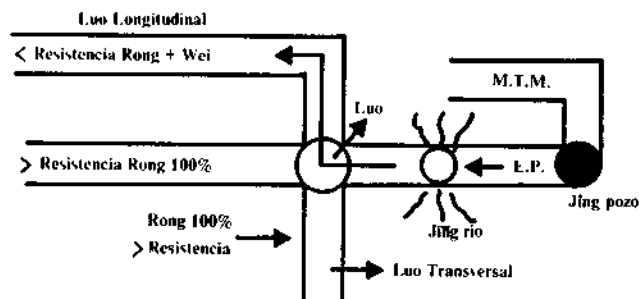 Luo Longitudinal
< Resistencia Rong + Wei
M.T.M.
Luo
> Resistencia Rong 100%
E.P.
Jing pozo
Jing río
Rong 100%
> Resistencia
Luo Transversal